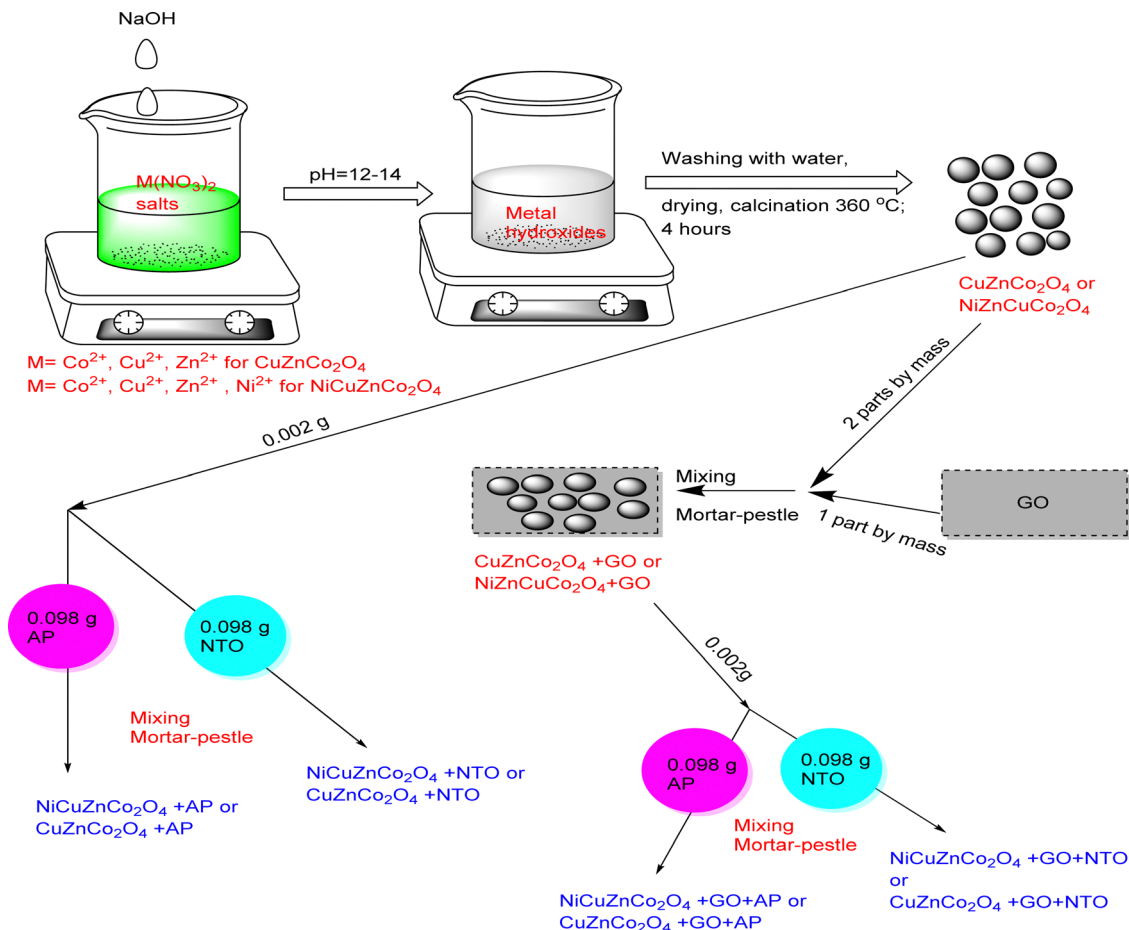 NaOH
M(NO₃)₂
salts
pH=12-14
Metal
hydroxides
Washing with water,
drying, calcination 360 °C;
4 hours
CuZnCo₂O₄ or
NiZnCuCo₂O₄
M= Co²⁺, Cu²⁺, Zn²⁺ for CuZnCo₂O₄
M= Co²⁺, Cu²⁺, Zn²⁺ , Ni²⁺ for NiCuZnCo₂O₄
0.002 g
2 parts by mass
GO
1 part by mass
Mixing
Mortar-pestle
CuZnCo₂O₄ +GO or
NiZnCuCo₂O₄+GO
0.098 g
AP
0.098 g
NTO
Mixing
Mortar-pestle
NiCuZnCo₂O₄ +AP or
CuZnCo₂O₄ +AP
NiCuZnCo₂O₄ +NTO or
CuZnCo₂O₄ +NTO
0.002g
0.098 g
AP
0.098 g
NTO
Mixing
Mortar-pestle
NiCuZnCo₂O₄ +GO+AP or
CuZnCo₂O₄ +GO+AP
NiCuZnCo₂O₄ +GO+NTO
or
CuZnCo₂O₄ +GO+NTO